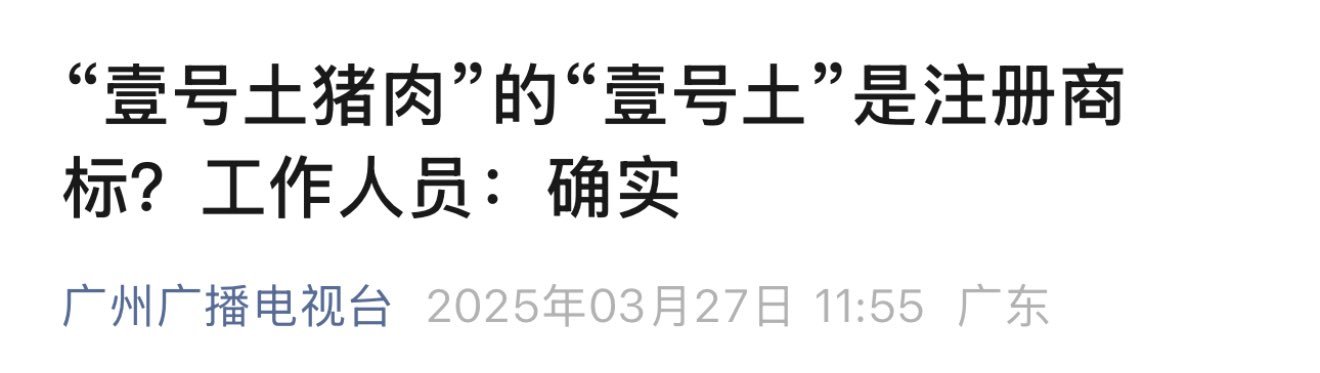 “壹号土猪肉”的“壹号土”是注册商
标？工作人员：确实
广州广播电视台 2025年03月27日 11:55 广东